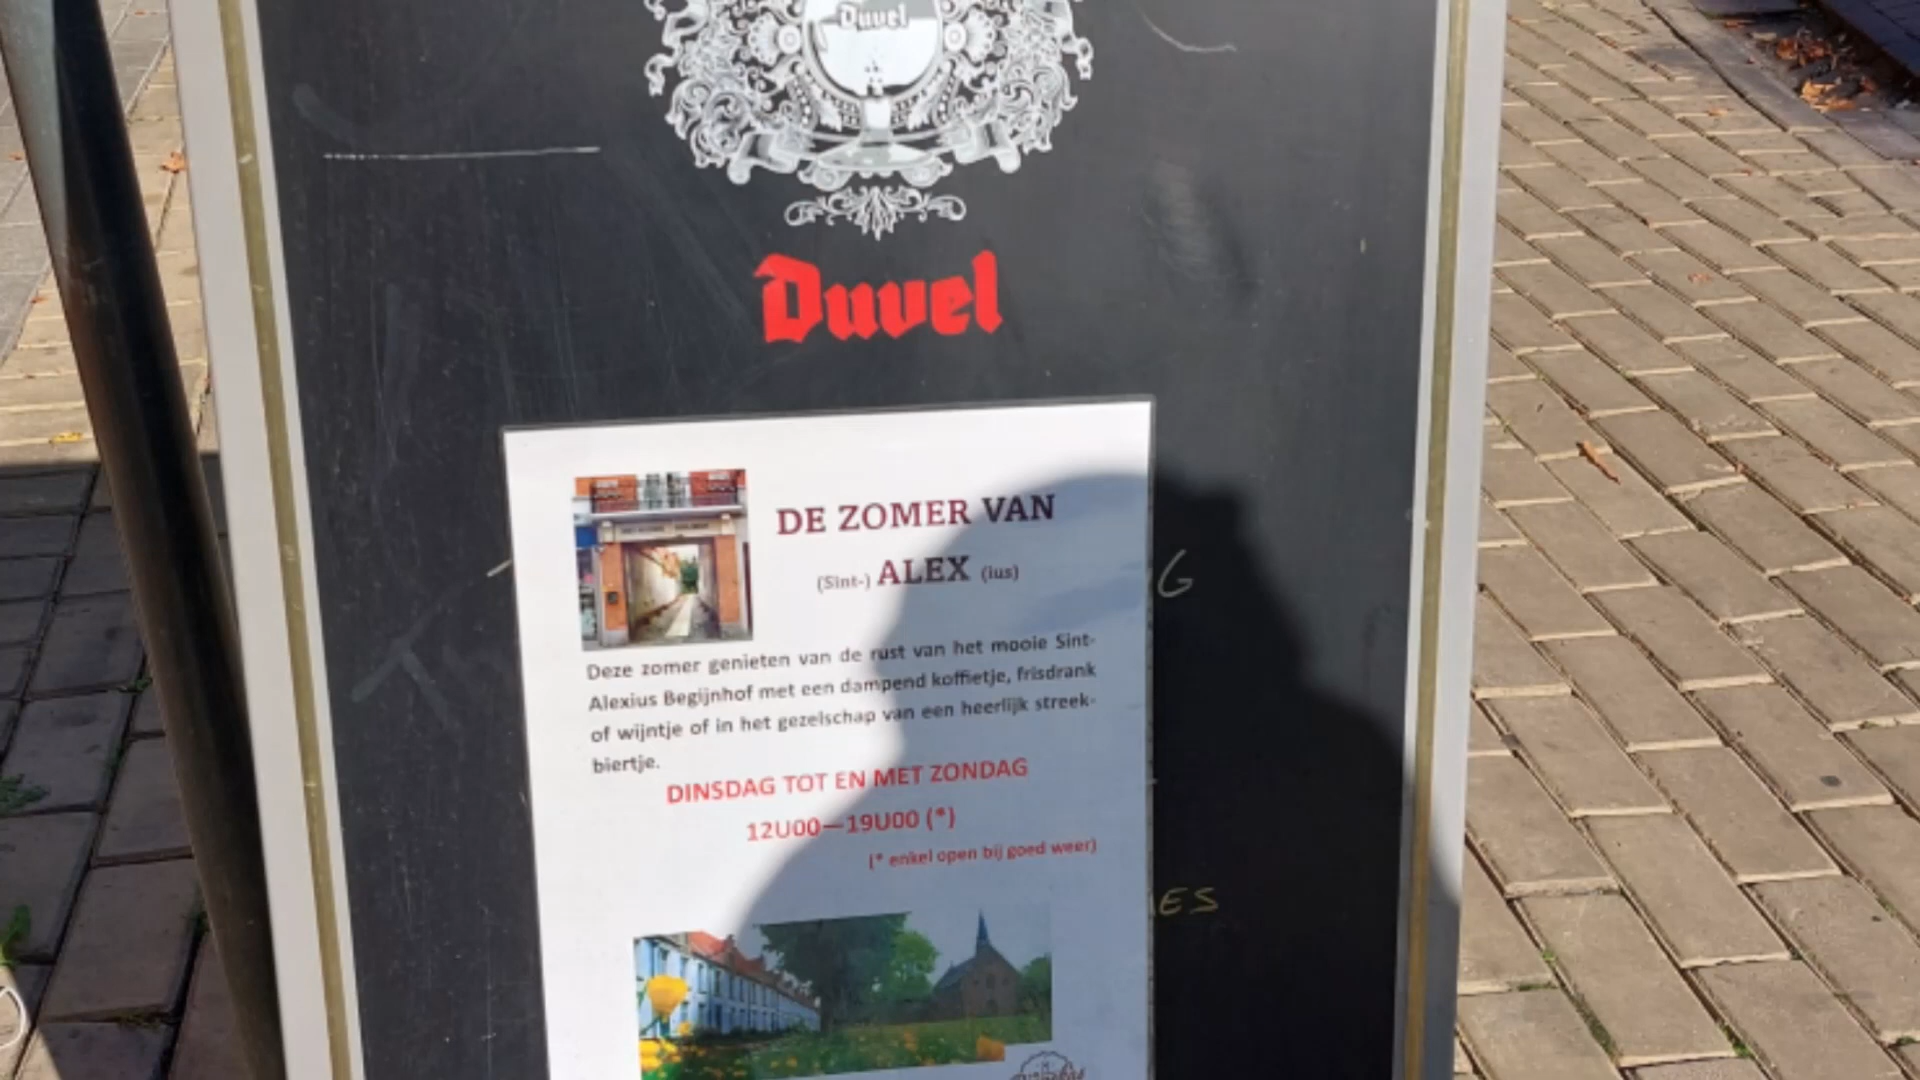 Duvel
Duvel
DE ZOMER VAN
(Sint-) ALEX (ius)
Deze zomer genieten van de rust van het mooie Sint-
Alexius Begijnhof met een dampend koffietje, frisdrank
of wijntje of in het gezelschap van een heerlijk streek-
biertje.
DINSDAG TOT EN MET ZONDAG
12U00—19U00 (*)
(* enkel open bij goed weer)
G
IES